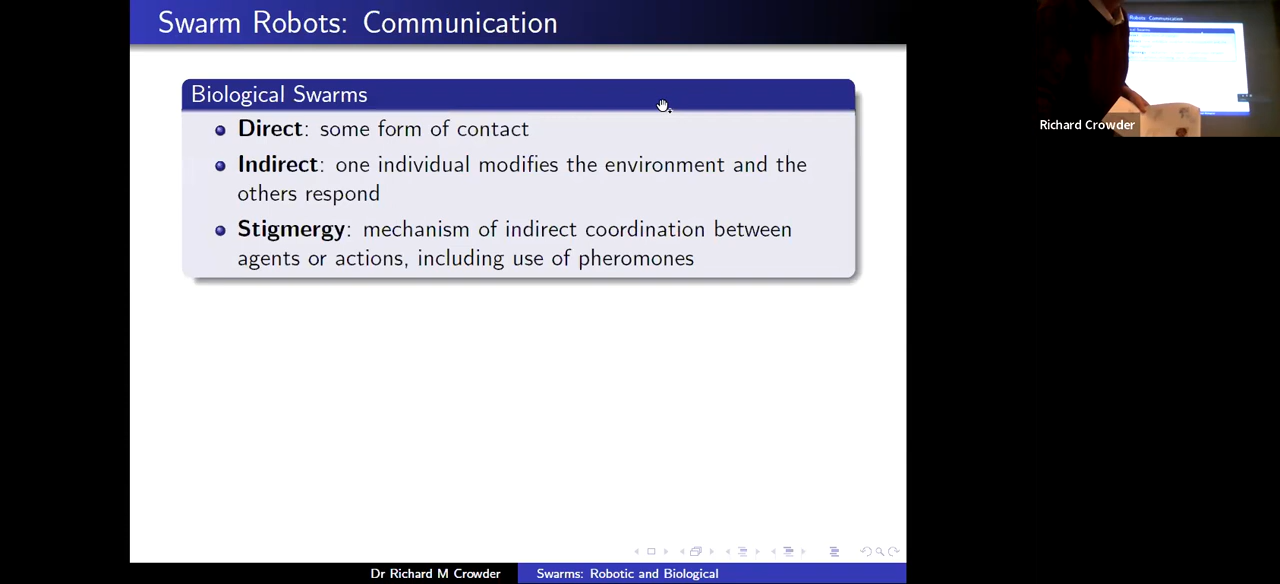 Swarm Robots: Communication
Biological Swarms
Direct: some form of contact
Indirect: one individual modifies the environment and the
others respond
Stigmergy: mechanism of indirect coordination between
agents or actions, including use of pheromones
Dr Richard M Crowder
Swarms: Robotic and Biological
Robots: Communication
Richard Crowder